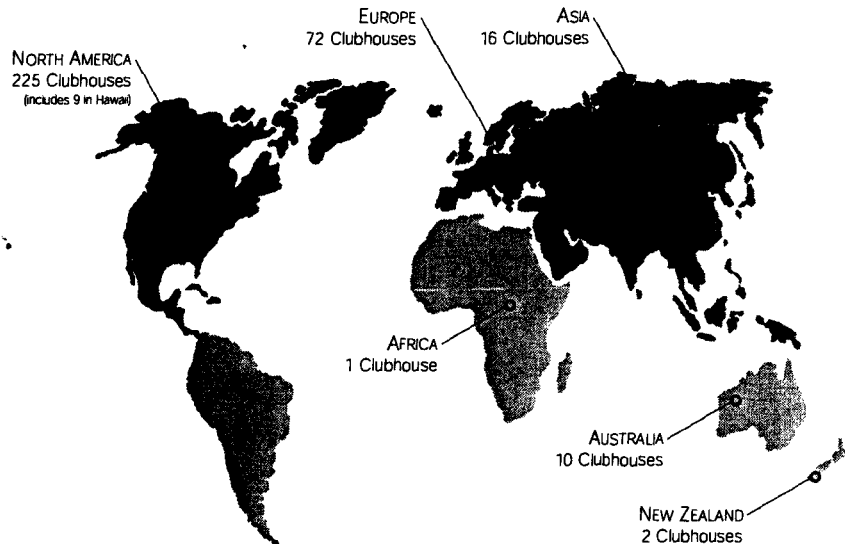 EUROPE
72 Clubhouses
ASIA
16 Clubhouses
NORTH AMERICA
225 Clubhouses
(includes 9 in Hawaii)
AFRICA
1 Clubhouse
AUSTRALIA
10 Clubhouses
NEW ZEALAND
2 Clubhouses